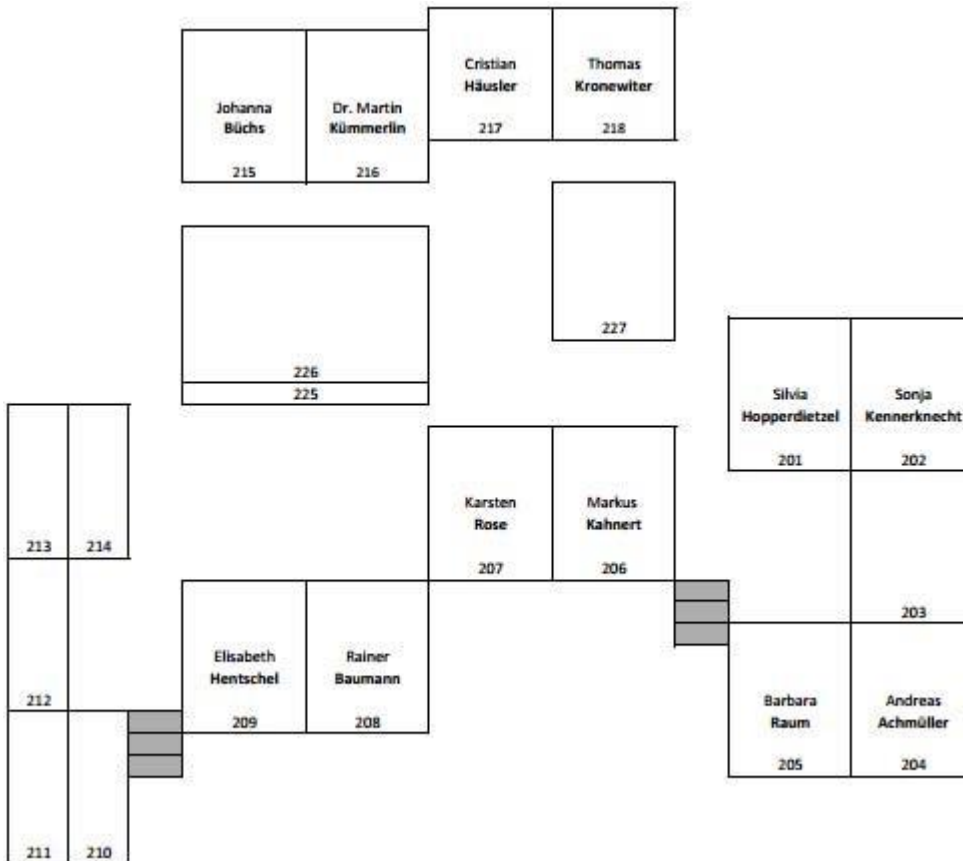 Johanna
Büchs
215
Dr. Martin
Kümmerlin
216
Cristian
Häusler
217
Thomas
Kronewiter
218
226
225
227
Silvia
Hopperdietzel
201
Sonja
Kennerknecht
202
213
214
Karsten
Rose
207
Markus
Kahnert
206
203
212
Elisabeth
Hentschel
209
Rainer
Baumann
208
Barbara
Raum
205
Andreas
Achmüller
204
211
210